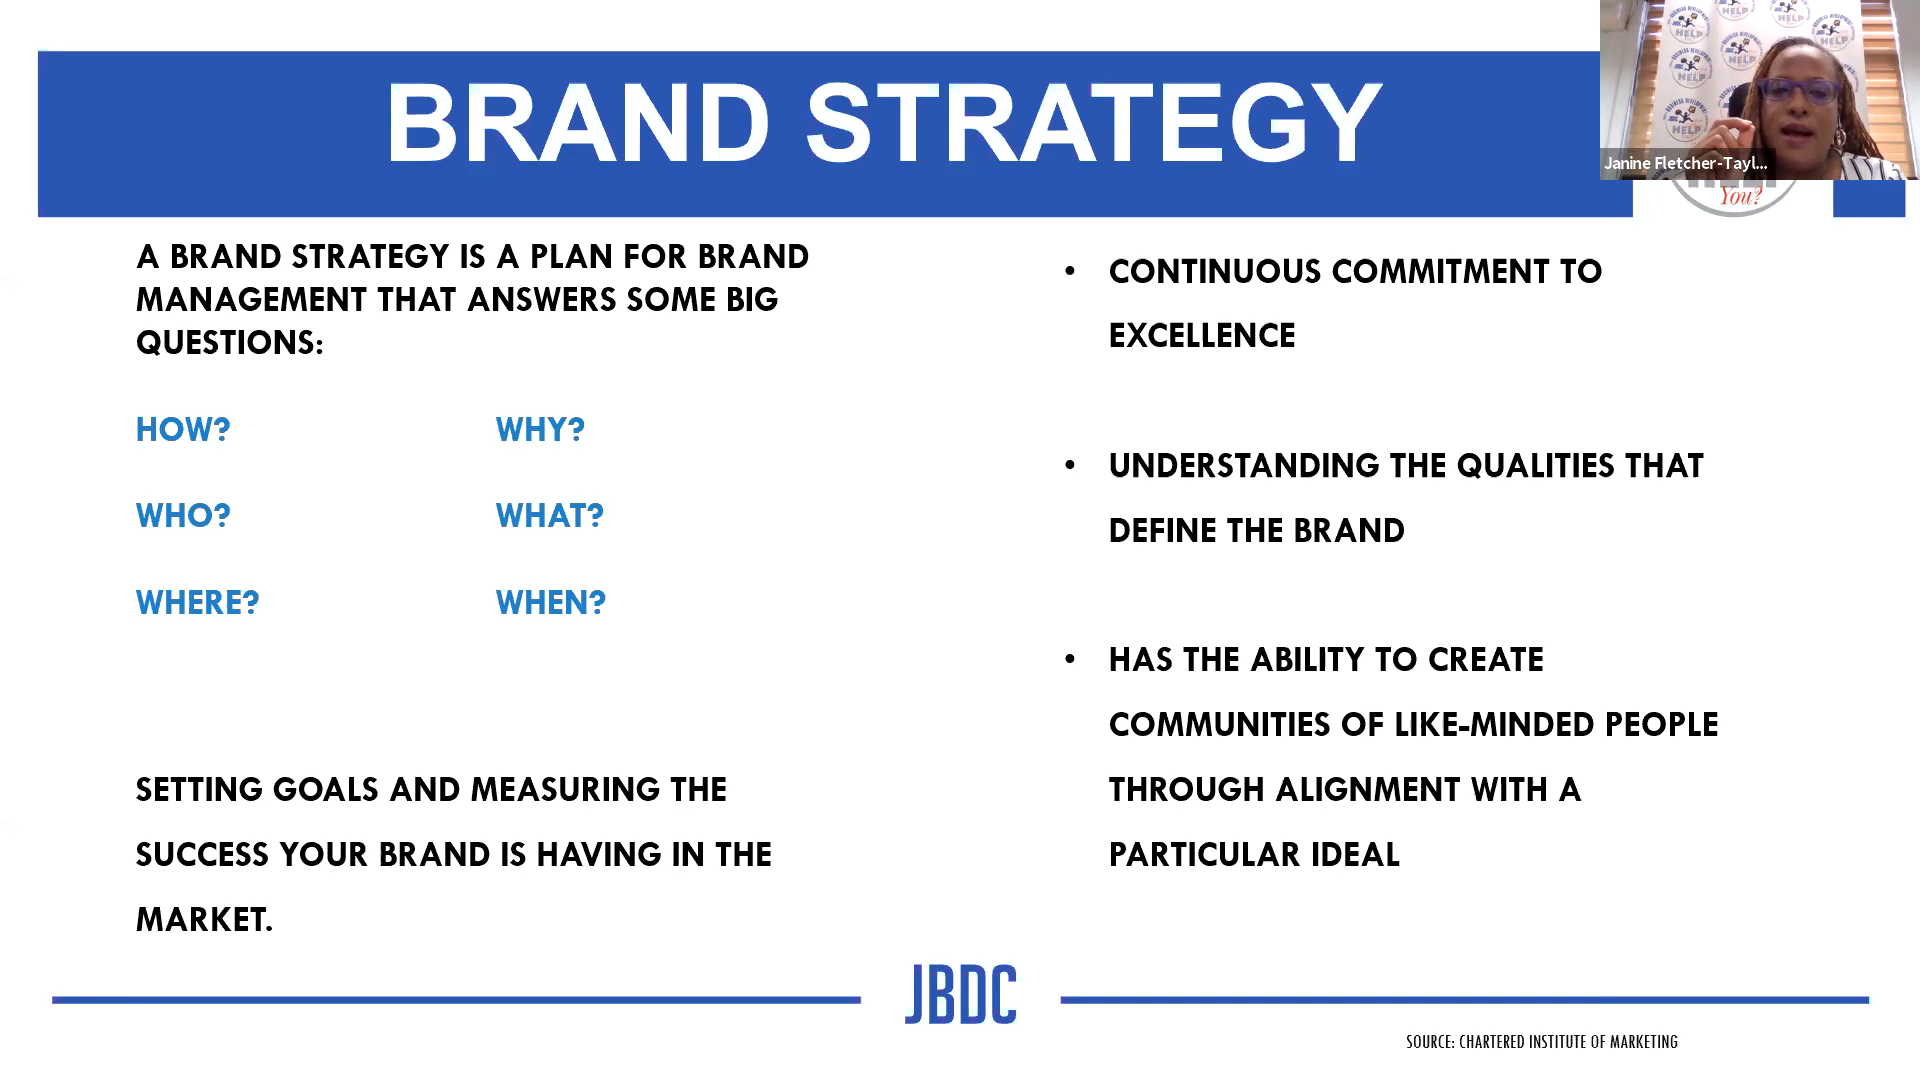 BRAND STRATEGY
Janine Fletcher-Tayl...
You?
A BRAND STRATEGY IS A PLAN FOR BRAND
MANAGEMENT THAT ANSWERS SOME BIG
QUESTIONS:
HOW? WHY?
WHO? WHAT?
WHERE? WHEN?
SETTING GOALS AND MEASURING THE
SUCCESS YOUR BRAND IS HAVING IN THE
MARKET.
• CONTINUOUS COMMITMENT TO
EXCELLENCE
• UNDERSTANDING THE QUALITIES THAT
DEFINE THE BRAND
• HAS THE ABILITY TO CREATE
COMMUNITIES OF LIKE-MINDED PEOPLE
THROUGH ALIGNMENT WITH A
PARTICULAR IDEAL
JBDC
SOURCE: CHARTERED INSTITUTE OF MARKETING